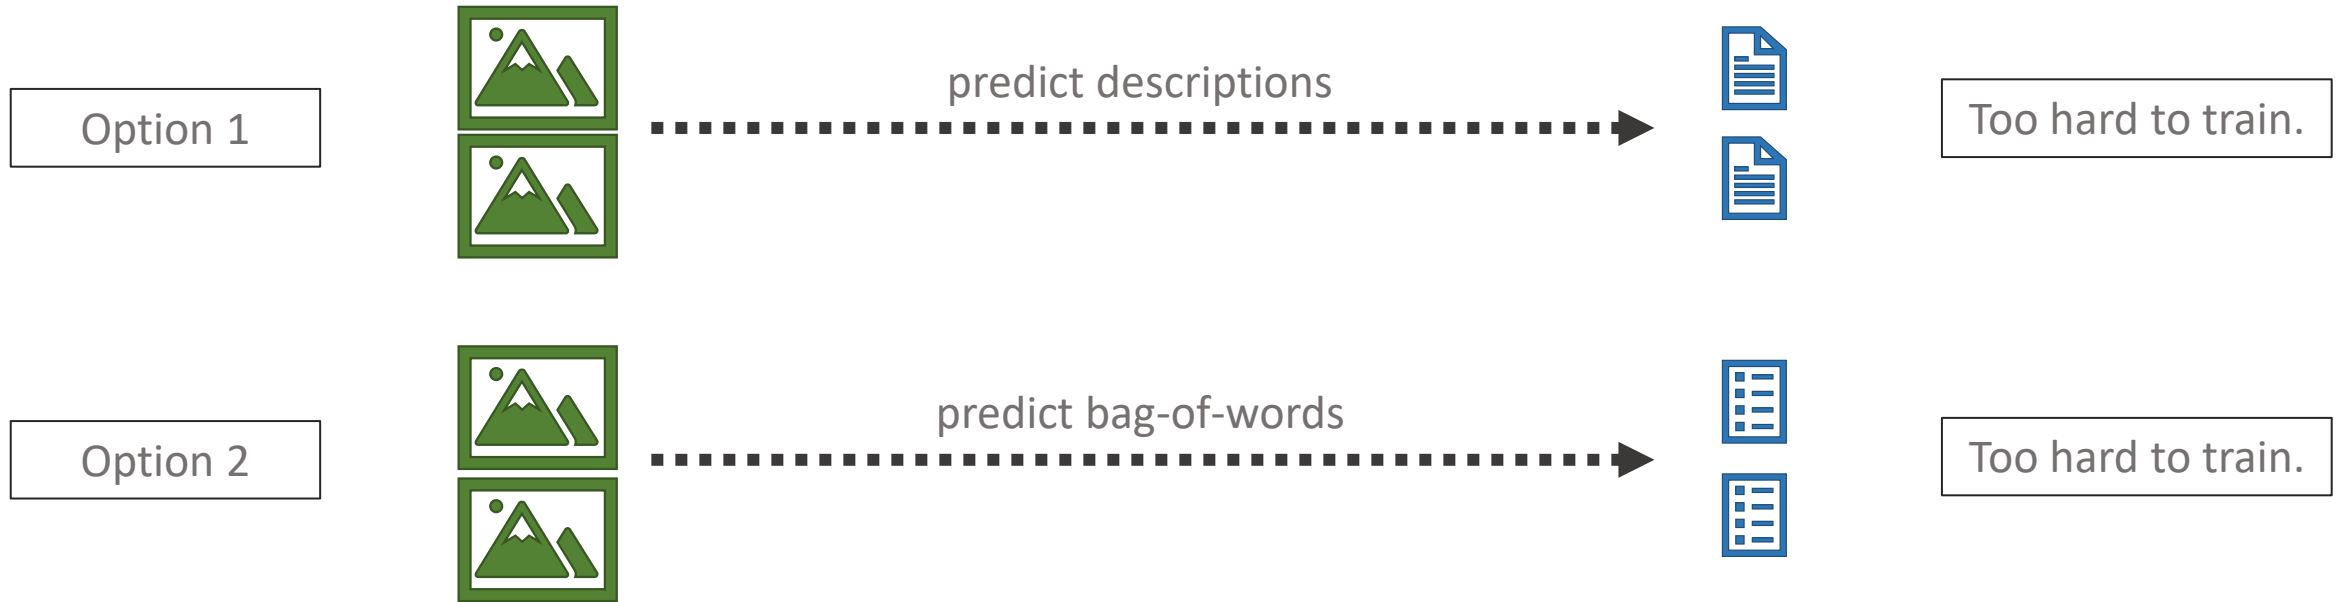 Option 1
predict descriptions
Too hard to train.
Option 2
predict bag-of-words
Too hard to train.